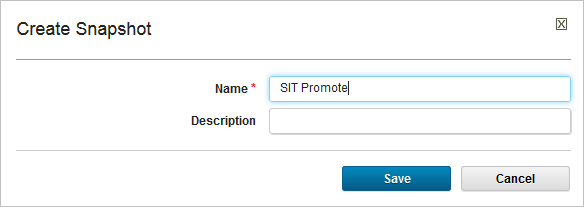 Create Snapshot
Name *
SIT Promote
Description
Save
Cancel